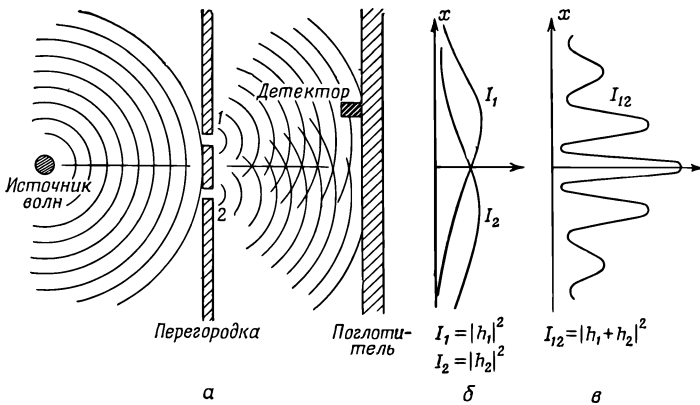 Источник
волн
1
2
Детектор
Перегородка
Поглоти-
тель
а
x
I₁
I₂
I₁ = |h₁|²
I₂ = |h₂|²
б
x
I₁₂
I₁₂ = |h₁ + h₂|²
в